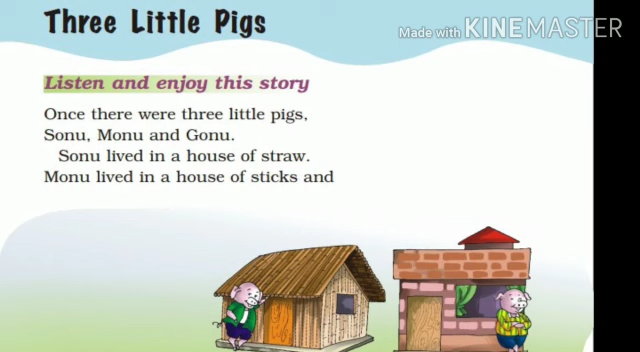 Three Little Pigs
Made with KINEMASTER
Listen and enjoy this story
Once there were three little pigs,
Sonu, Monu and Gonu.
Sonu lived in a house of straw.
Monu lived in a house of sticks and